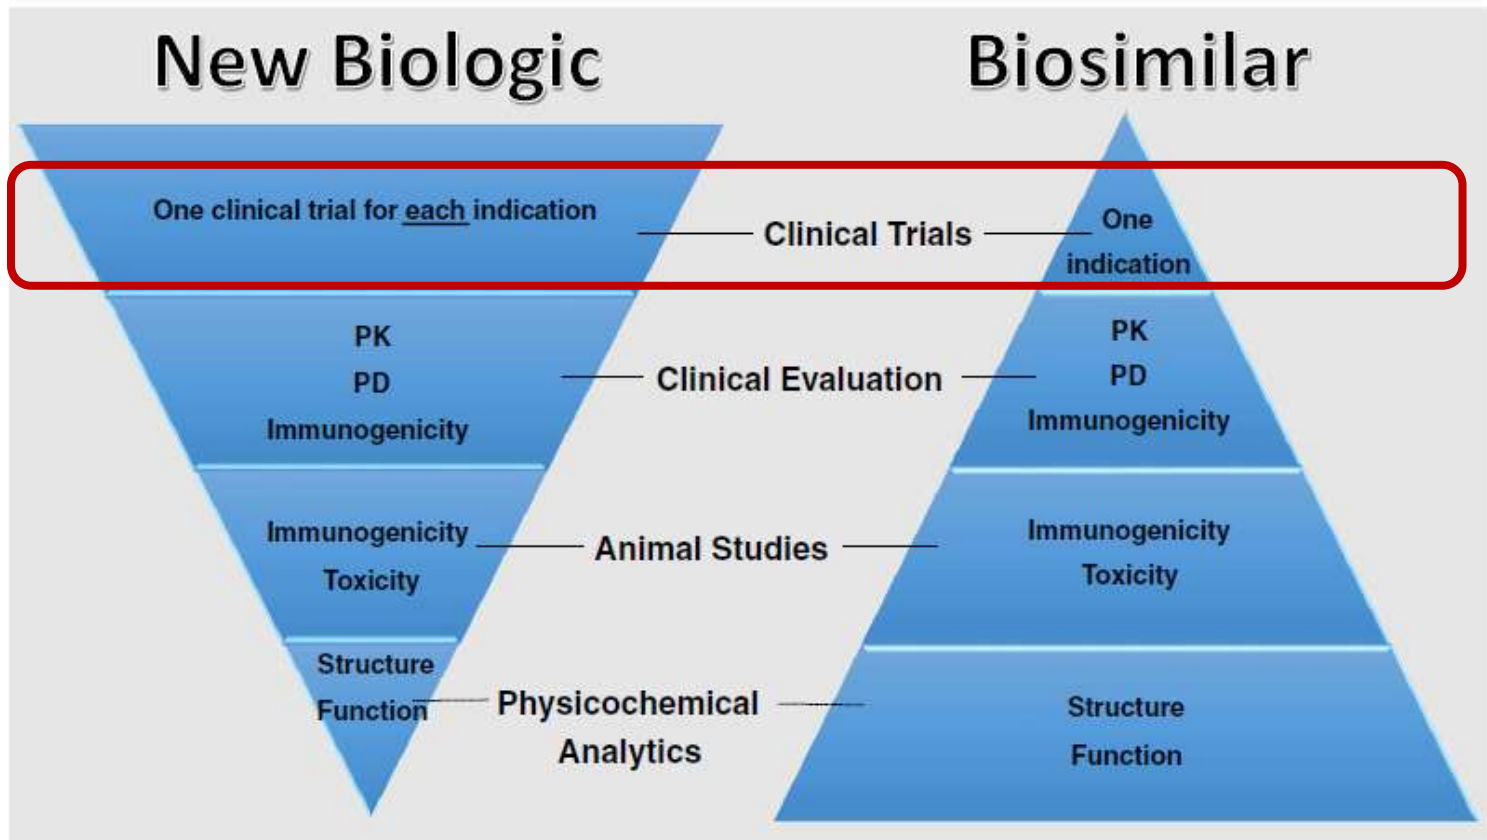 New Biologic
Biosimilar
One clinical trial for each indication
Clinical Trials
One
indication
PK
PD
Immunogenicity
Clinical Evaluation
PK
PD
Immunogenicity
Immunogenicity
Toxicity
Animal Studies
Immunogenicity
Toxicity
Structure
Function
Physicochemical
Analytics
Structure
Function